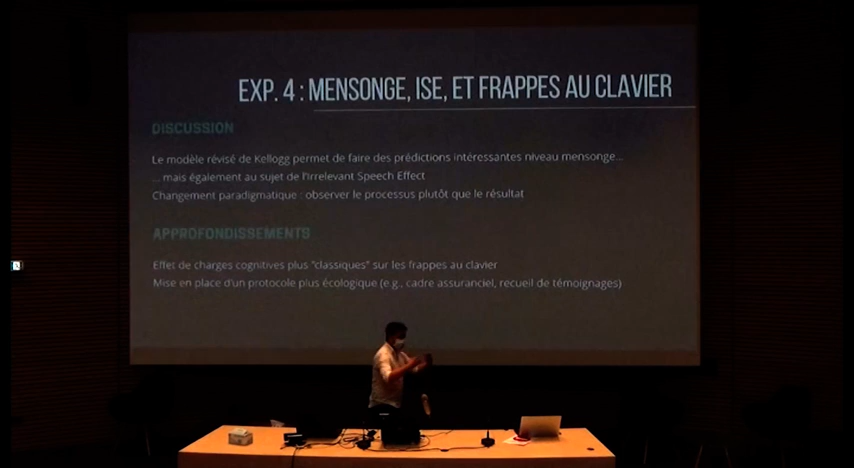 EXP. 4 : MENSONGE, ISE, ET FRAPPES AU CLAVIER
DISCUSSION
Le modèle révisé de Kellogg permet de faire des prédictions intéressantes niveau mensonge...
... mais également au sujet de l'Irrelevant Speech Effect
Changement paradigmatique : observer le processus plutôt que le résultat
APPROFONDISSEMENTS
Effet de charges cognitives plus "classiques" sur les frappes au clavier
Mise en place d'un protocole plus écologique (e.g., cadre assuranciel, recueil de témoignages)